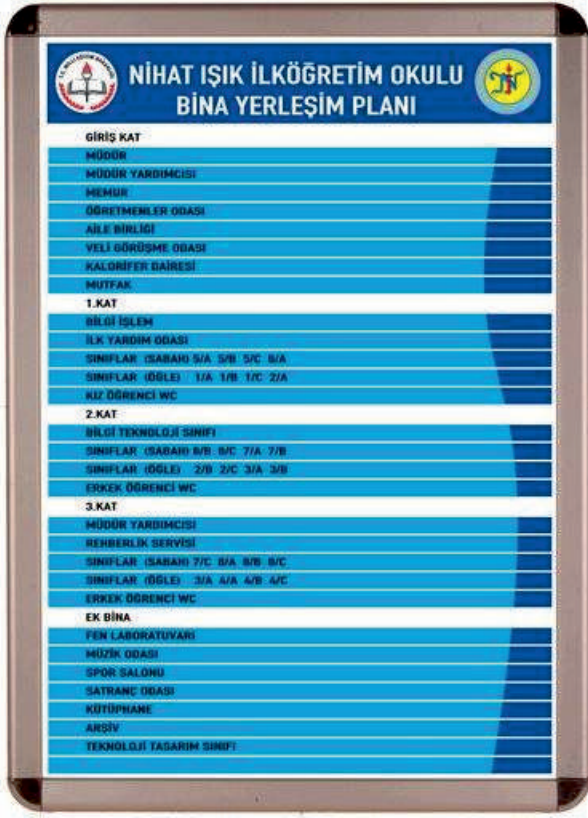 NİHAT IŞIK İLKÖĞRETİM OKULU
BİNA YERLEŞİM PLANI
GİRİŞ KAT
MÜDÜR
MÜDÜR YARDIMCISI
MEMUR
ÖĞRETMENLER ODASI
AİLE BİRLİĞİ
VELİ GÖRÜŞME ODASI
KALORİFER DAİRESİ
MUTFAK
1.KAT
BİLGİ İŞLEM
İLK YARDIM ODASI
SINIFLAR (SABAH) 5/A 5/B 5/C 6/A
SINIFLAR (ÖĞLE) 1/A 1/B 1/C 2/A
KIZ ÖĞRENCİ WC
2.KAT
BİLGİ TEKNOLOJİ SINIFI
SINIFLAR (SABAH) 6/B 6/C 7/A 7/B
SINIFLAR (ÖĞLE) 2/B 2/C 3/A 3/B
ERKEK ÖĞRENCİ WC
3.KAT
MÜDÜR YARDIMCISI
REHBERLİK SERVİSİ
SINIFLAR (SABAH) 7/C 8/A 8/B 8/C
SINIFLAR (ÖĞLE) 3/A 4/A 4/B 4/C
ERKEK ÖĞRENCİ WC
EK BİNA
FEN LABORATUVARI
MÜZİK ODASI
SPOR SALONU
SATRANÇ ODASI
KÜTÜPHANE
ARŞİV
TEKNOLOJİ TASARIM SINIFI